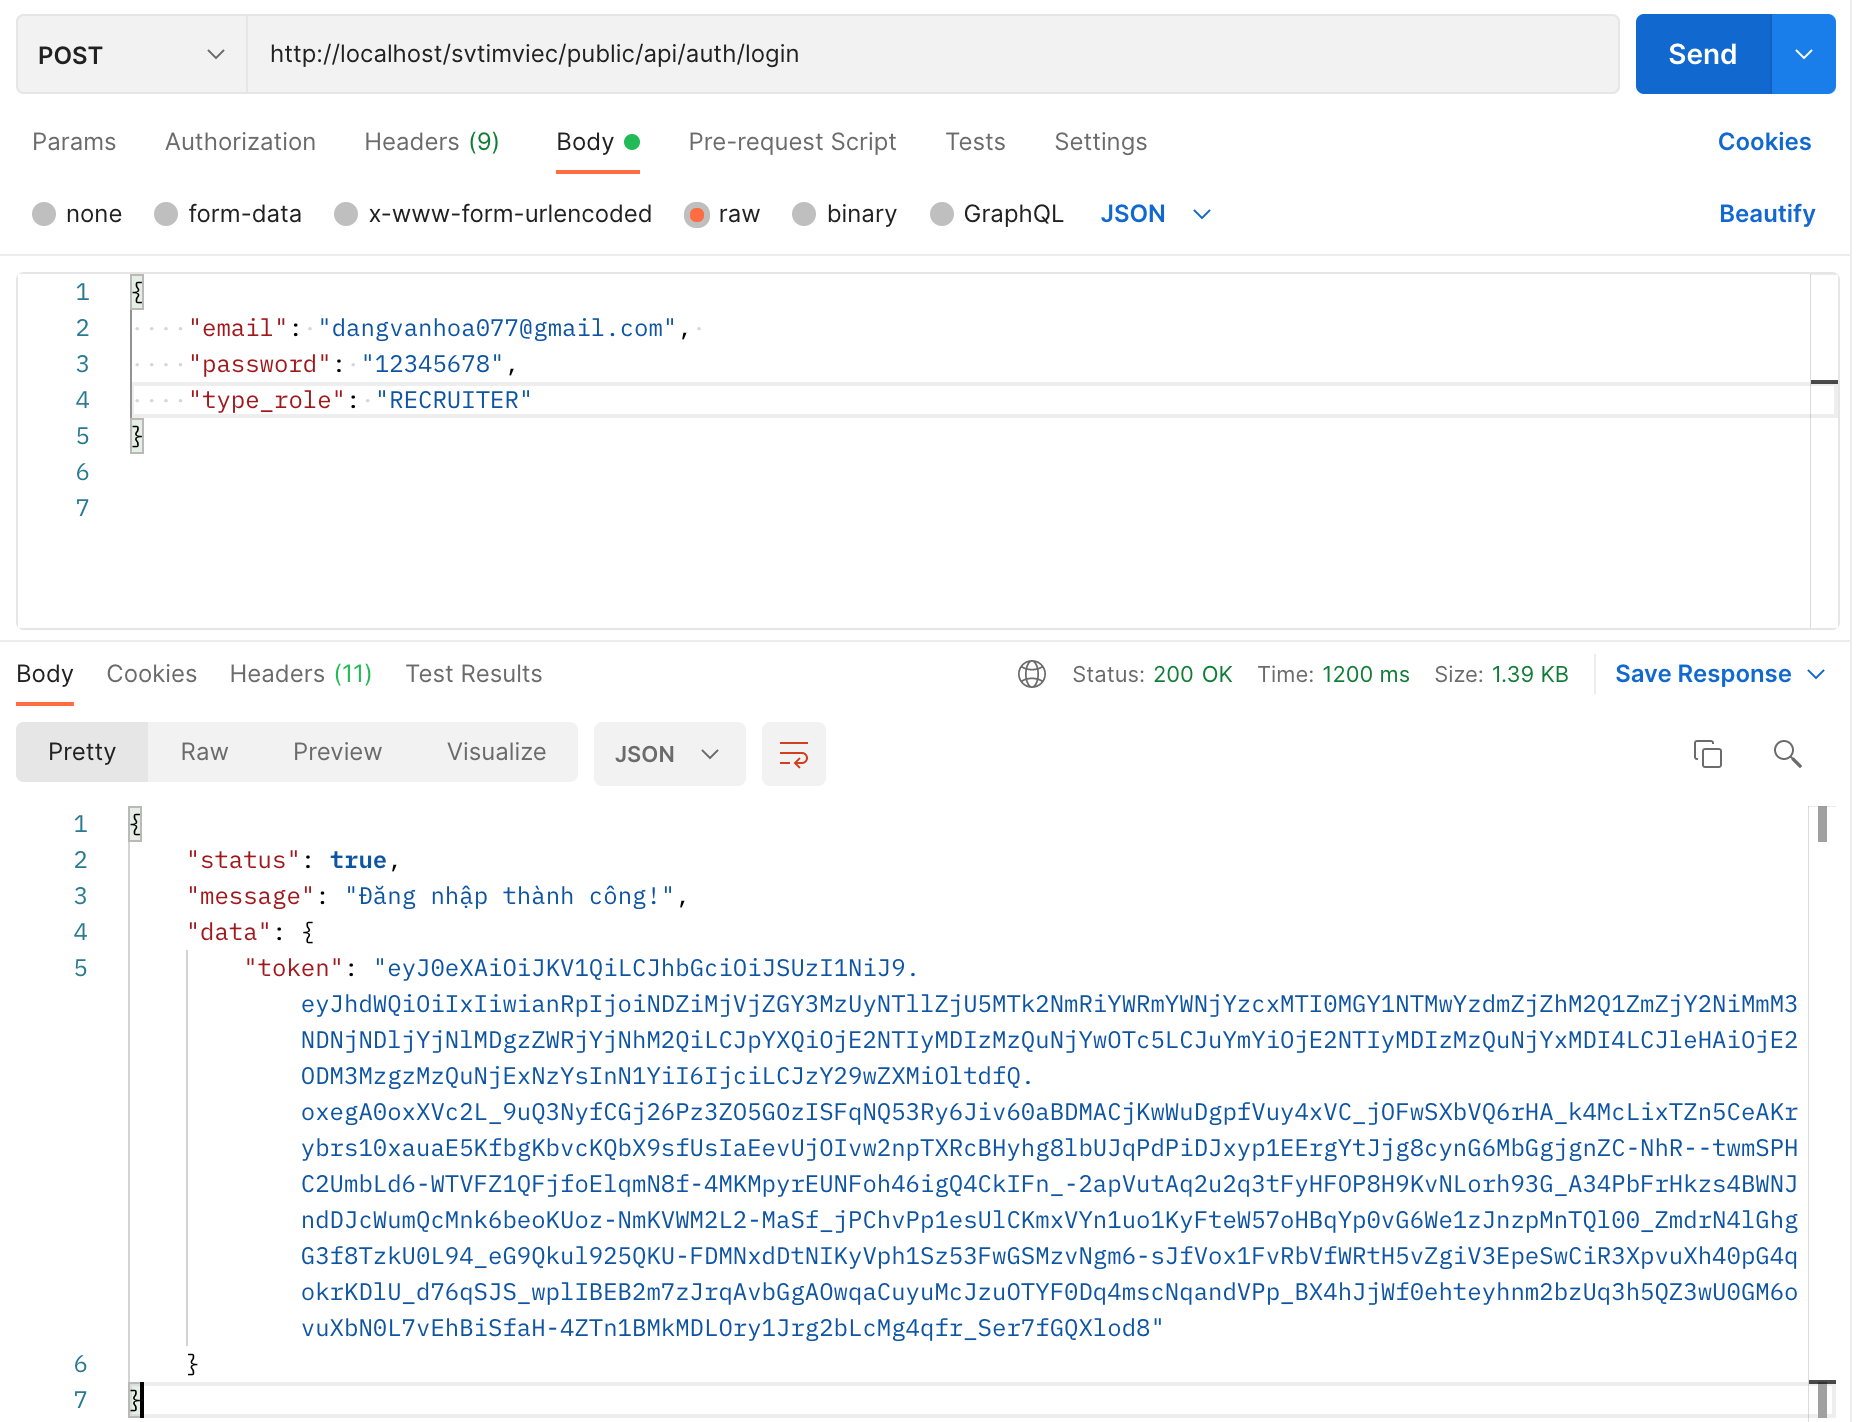 POST http://localhost/svtimviec/public/api/auth/login Send
Params Authorization Headers (9) Body Pre-request Script Tests Settings Cookies
none form-data x-www-form-urlencoded raw binary GraphQL JSON Beautify
1 {
2 "email": "dangvanhoa077@gmail.com",
3 "password": "12345678",
4 "type_role": "RECRUITER"
5 }
6
7
Body Cookies Headers (11) Test Results Status: 200 OK Time: 1200 ms Size: 1.39 KB Save Response
Pretty Raw Preview Visualize JSON
1 {
2 "status": true,
3 "message": "Đăng nhập thành công!",
4 "data": {
5 "token": "eyJ0eXAiOiJKV1QiLCJhbGciOiJSUzI1NiJ9.
eyJhdWQiOiIxIiwianRpIjoiNDZiMjVjZGY3MzUyNTllZjU5MTk2NmRiYWRmYWNjYzcxMTI0MGY1NTMwYzdmZjZhM2Q1ZmZjY2NiMmM3
NDNjNDljYjNlMDgzZWRjYjNhM2QiLCJpYXQiOjE2NTIyMDIzMzQuNjYwOTc5LCJuYmYiOjE2NTIyMDIzMzQuNjYxMDI4LCJleHAiOjE2
ODM3MzgzMzQuNjExNzYsInN1YiI6IjciLCJzY29wZXMiOltdfQ.
oxegA0oxXVc2L_9uQ3NyfCGj26Pz3ZO5GOzISFqNQ53Ry6Jiv60aBDMACjKwWuDgpfVuy4xVC_jOFwSXbVQ6rHA_k4McLixTZn5CeAKr
ybrs10xauaE5KfbgKbvcKQbX9sfUsIaEevUjOIvw2npTXRcBHyhg8lbUJqPdPiDJxyp1EErgYtJjg8cynG6MbGgjgnZC-NhR--twmSPH
C2UmbLd6-WTVFZ1QFjfoElqmN8f-4MKMpyrEUNFoh46igQ4CkIFn_-2apVutAq2u2q3tFyHFOP8H9KvNLorh93G_A34PbFrHkzs4BWNJ
ndDJcWumQcMnk6beoKUoz-NmKVWM2L2-MaSf_jPChvPp1esUlCKmxVYn1uo1KyFteW57oHBqYp0vG6We1zJnzpMnTQl00_ZmdrN4lGhg
G3f8TzkU0L94_eG9Qkul925QKU-FDMNxdDtNIKyVph1Sz53FwGSMzvNgm6-sJfVox1FvRbVfWRtH5vZgiV3EpeSwCiR3XpvuXh40pG4q
okrKDlU_d76qSJS_wplIBEB2m7zJrqAvbGgAOwqaCuyuMcJzuOTYF0Dq4mscNqandVPp_BX4hJjWf0ehteyhnm2bzUq3h5QZ3wU0GM6o
vuXbN0L7vEhBiSfaH-4ZTn1BMkMDLOry1Jrg2bLcMg4qfr_Ser7fGQXlod8"
6 }
7 }